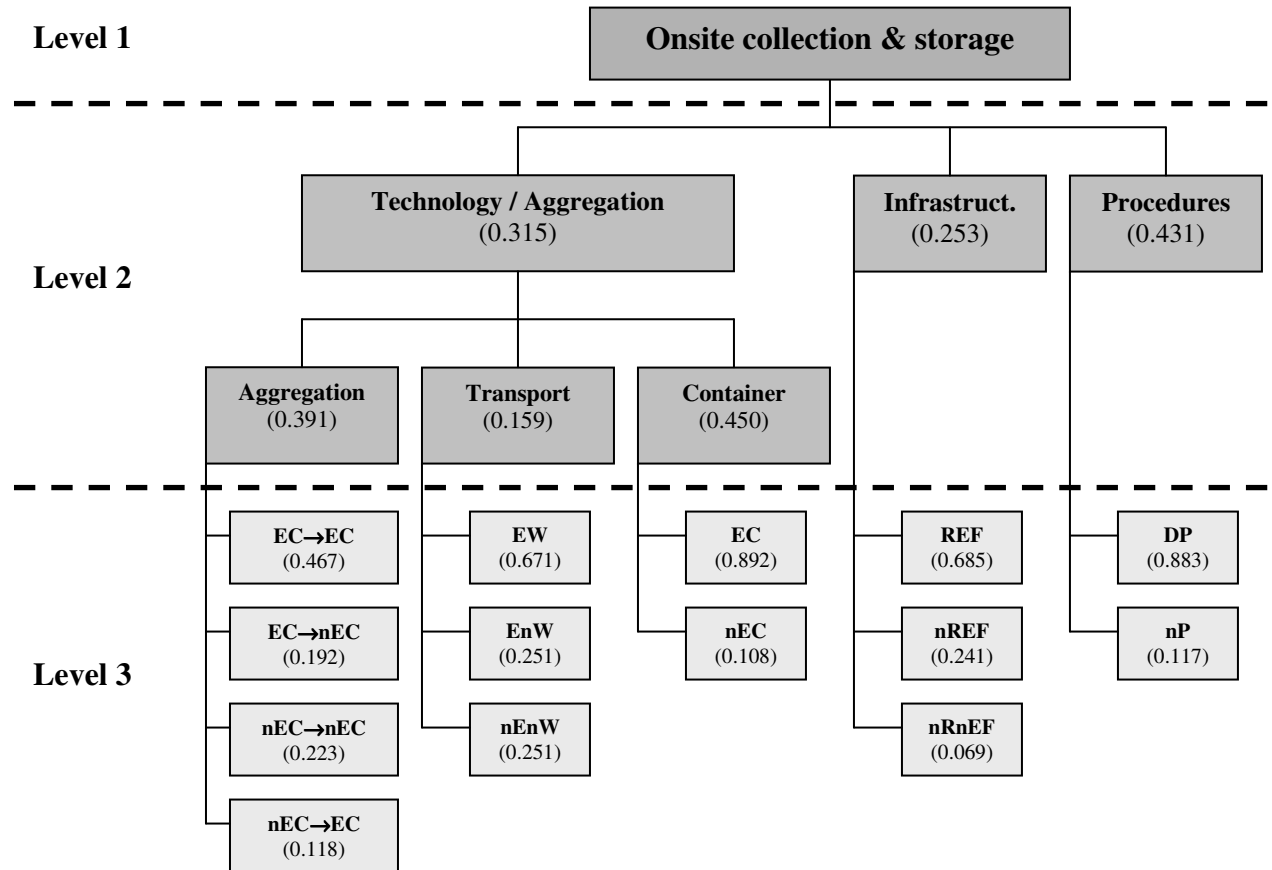 Level 1
Onsite collection & storage
Level 2
Technology / Aggregation
(0.315)
Infrastruct.
(0.253)
Procedures
(0.431)
Aggregation
(0.391)
Transport
(0.159)
Container
(0.450)
Level 3
EC→EC
(0.467)
EW
(0.671)
EC
(0.892)
REF
(0.685)
DP
(0.883)
EC→nEC
(0.192)
EnW
(0.251)
nEC
(0.108)
nREF
(0.241)
nP
(0.117)
nEC→nEC
(0.223)
nEnW
(0.251)
nRnEF
(0.069)
nEC→EC
(0.118)